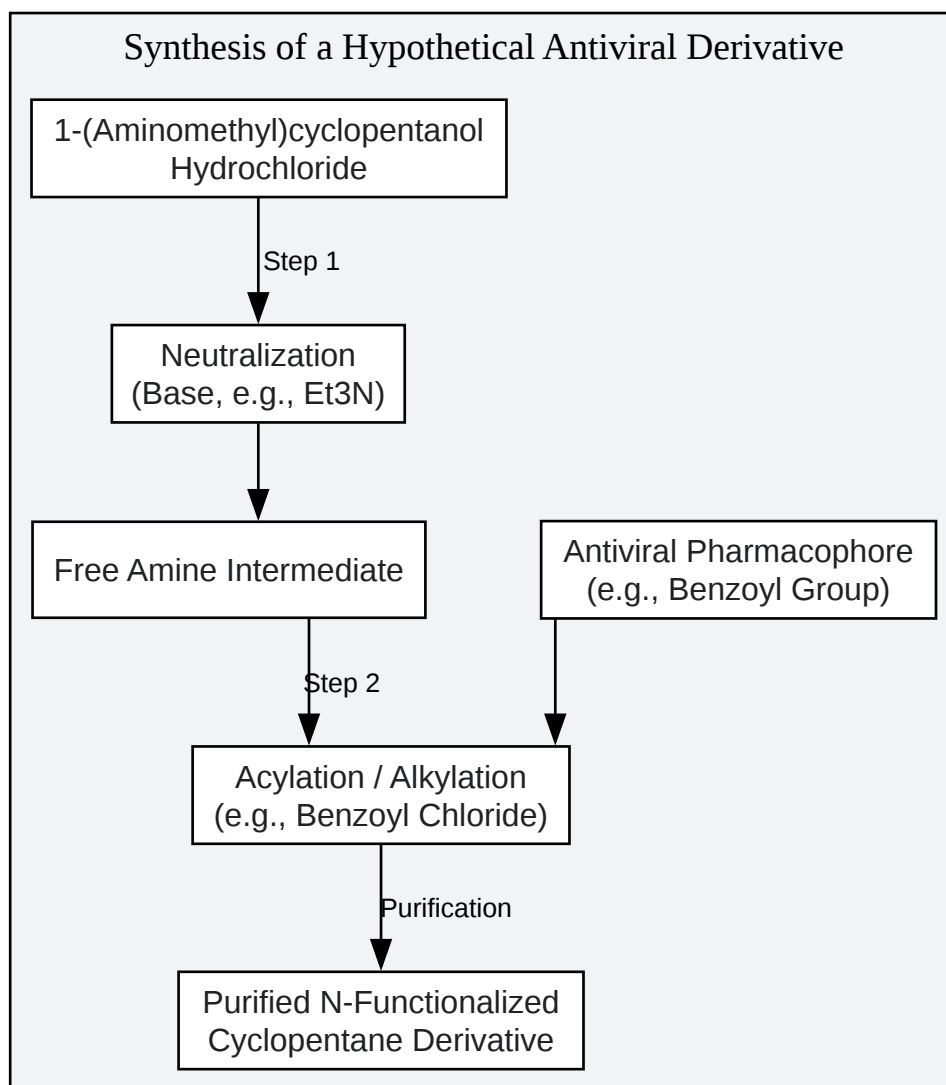 Synthesis of a Hypothetical Antiviral Derivative
1-(Aminomethyl)cyclopentanol
Hydrochloride
Step 1
Neutralization
(Base, e.g., Et3N)
Free Amine Intermediate
Antiviral Pharmacophore
(e.g., Benzoyl Group)
Step 2
Acylation / Alkylation
(e.g., Benzoyl Chloride)
Purification
Purified N-Functionalized
Cyclopentane Derivative